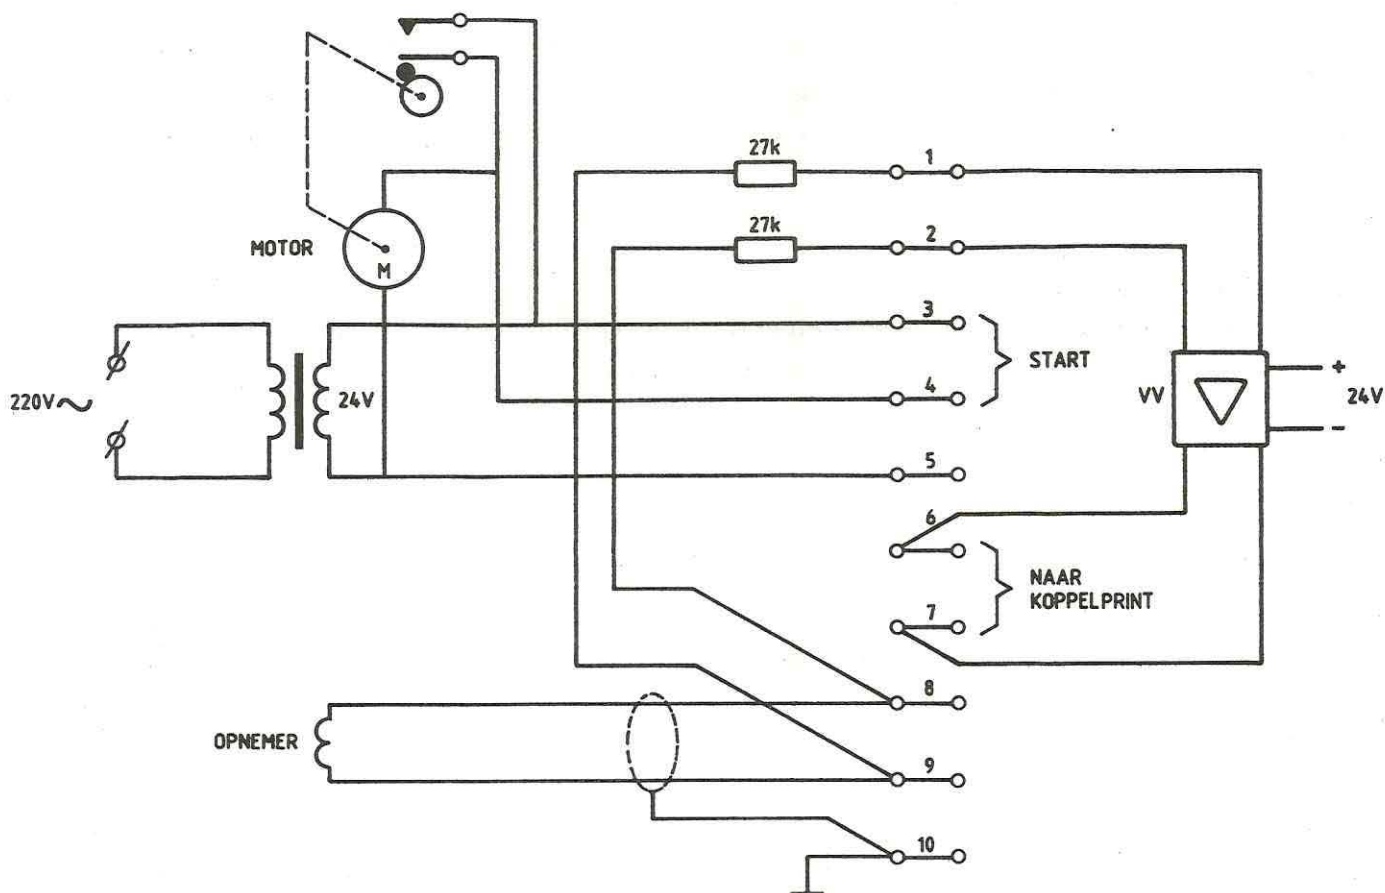 27k
1
27k
2
MOTOR
M
3
START
220V~
24V
4
VV
+
24V
-
5
6
NAAR
KOPPELPRINT
7
8
OPNEMER
9
10